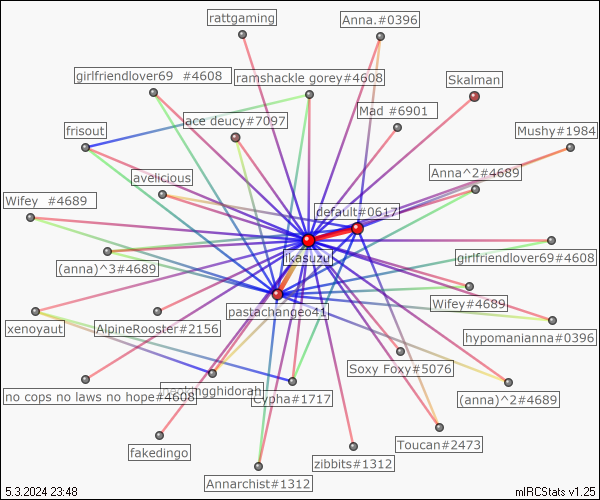 rattgaming
Anna.#0396
girlfriendlover69 #4608
ramshackle gorey#4608
Skalman
ace deucy#7097
Mad #6901
frisout
Mushy#1984
avelicious
Anna^2#4689
Wifey #4689
default#0617
ikasuzu
girlfriendlover69#4608
(anna)^3#4689
Wifey#4689
pastachangeo41
xenoyaut
AlpineRooster#2156
hypomanianna#0396
Soxy Foxy#5076
no cops no laws no hope#4608
Cypha#1717
(anna)^2#4689
Toucan#2473
fakedingo
zibbits#1312
Annarchist#1312
5.3.2024 23:48
mIRCStats v1.25